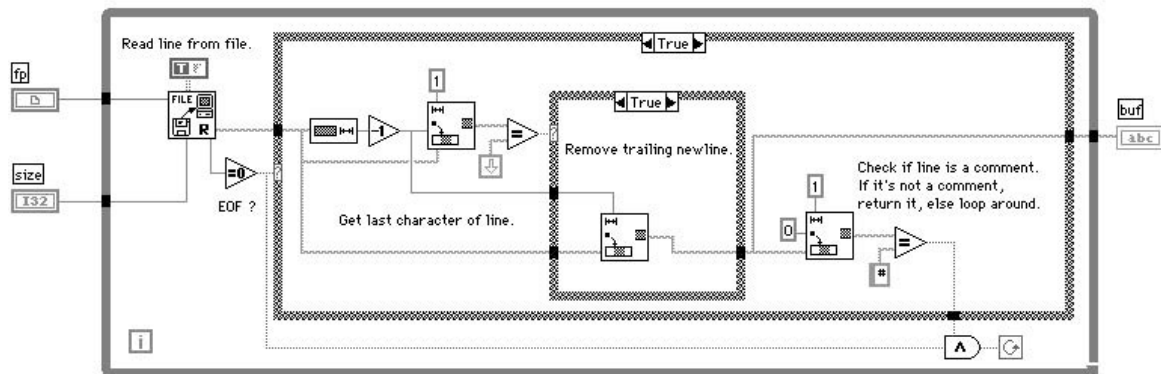 Read line from file.
True
fp
T F
1
True
buf
FILE
R
-1
=
abc
Remove trailing newline.
Check if line is a comment.
If it's not a comment,
return it, else loop around.
size
?
?
=0
1
I32
EOF ?
Get last character of line.
0
=
#
i